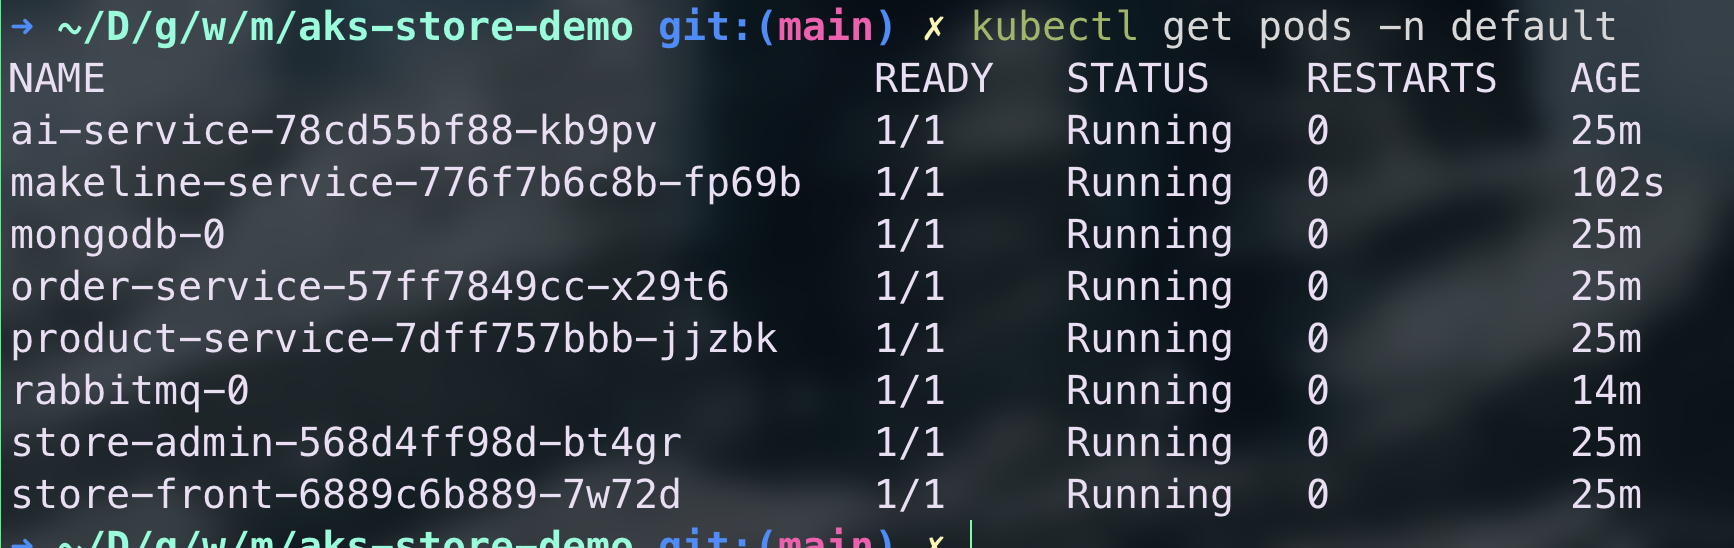 ➜ ~/D/g/w/m/aks-store-demo git:(main) ✗ kubectl get pods -n default
NAME READY STATUS RESTARTS AGE
ai-service-78cd55bf88-kb9pv 1/1 Running 0 25m
makeline-service-776f7b6c8b-fp69b 1/1 Running 0 102s
mongodb-0 1/1 Running 0 25m
order-service-57ff7849cc-x29t6 1/1 Running 0 25m
product-service-7dff757bbb-jjzbk 1/1 Running 0 25m
rabbitmq-0 1/1 Running 0 14m
store-admin-568d4ff98d-bt4gr 1/1 Running 0 25m
store-front-6889c6b889-7w72d 1/1 Running 0 25m
➜ ~/D/g/w/m/aks-store-demo git:(main) ✗